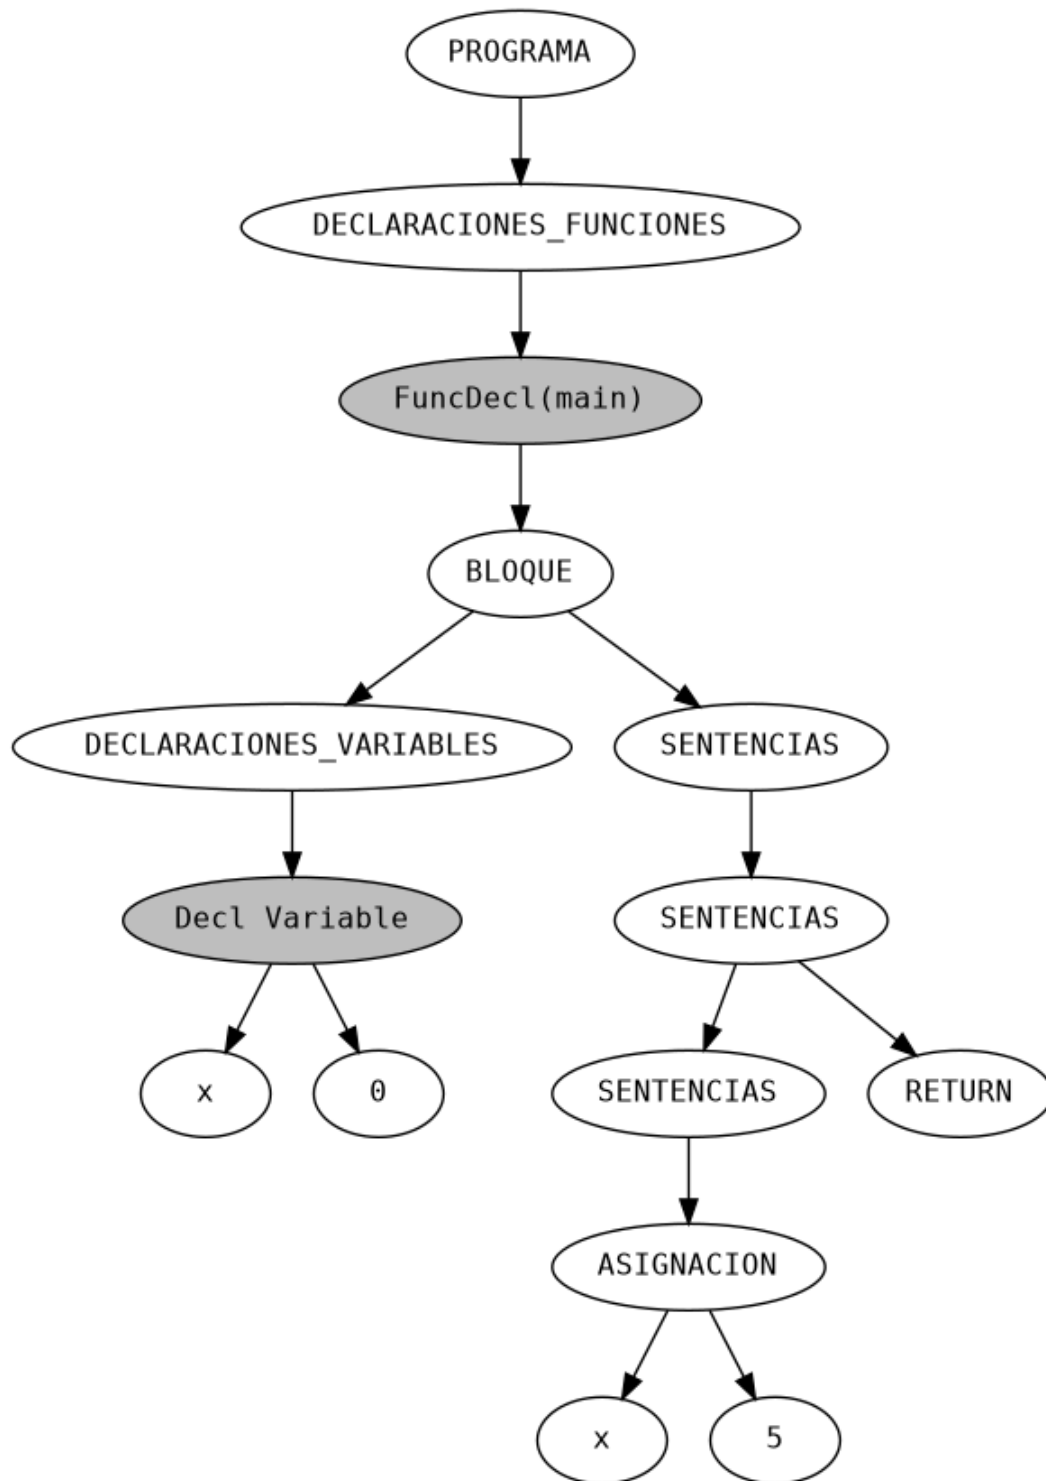 PROGRAMA
DECLARACIONES_FUNCIONES
FuncDecl(main)
BLOQUE
DECLARACIONES_VARIABLES
SENTENCIAS
Decl Variable
SENTENCIAS
x
0
SENTENCIAS
RETURN
ASIGNACION
x
5